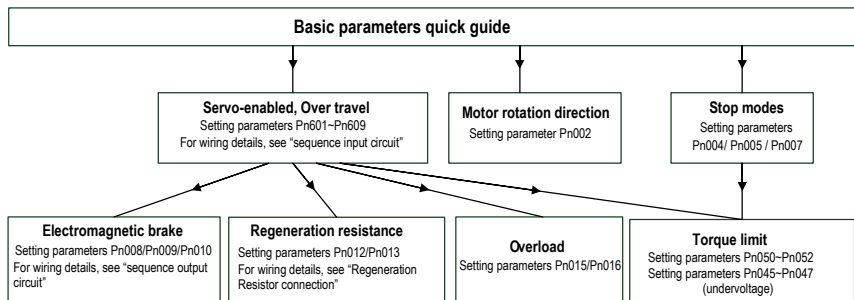 Basic parameters quick guide
Servo-enabled, Over travel
Setting parameters Pn601~Pn609
For wiring details, see “sequence input circuit”
Motor rotation direction
Setting parameter Pn002
Stop modes
Setting parameters
Pn004/ Pn005 / Pn007
Electromagnetic brake
Setting parameters Pn008/Pn009/Pn010
For wiring details, see “sequence output
circuit”
Regeneration resistance
Setting parameters Pn012/Pn013
For wiring details, see “Regeneration
Resistor connection”
Overload
Setting parameters Pn015/Pn016
Torque limit
Setting parameters Pn050~Pn052
Setting parameters Pn045~Pn047
(undervoltage)